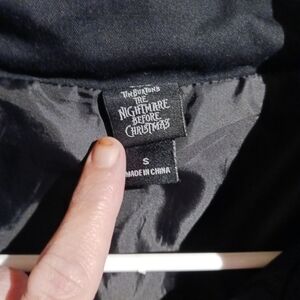 TIM BURTON'S
THE
NIGHTMARE
BEFORE
CHRISTMAS
S
MADE IN CHINA